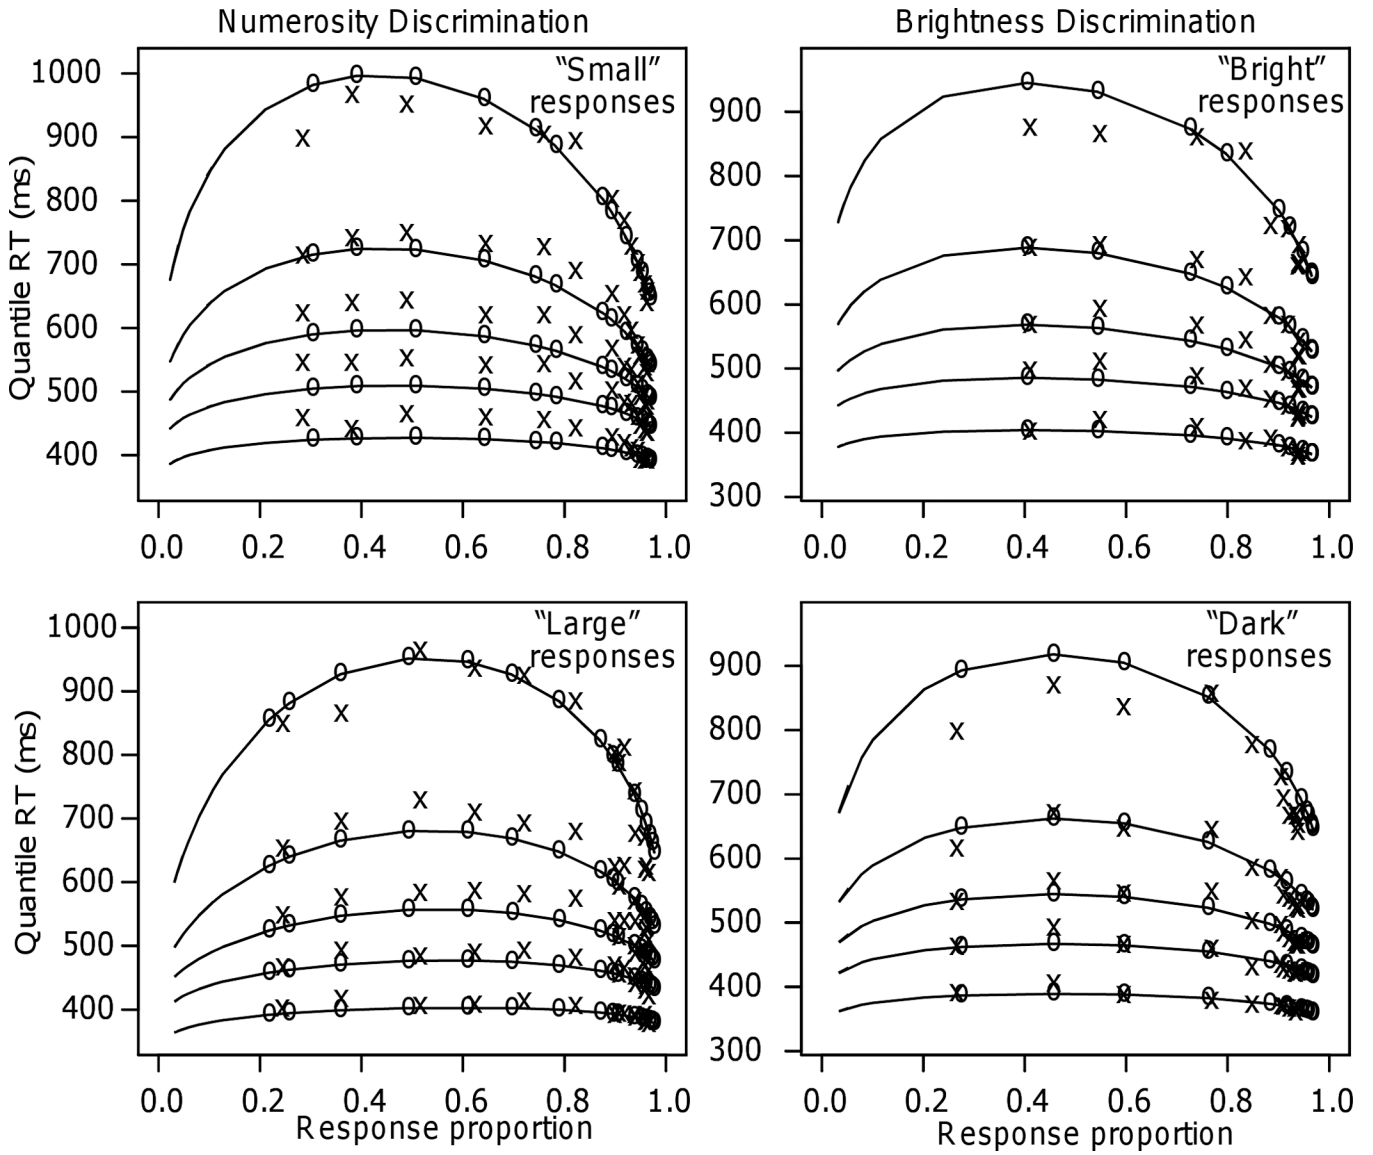 Numerosity Discrimination
Brightness Discrimination
"Small"
responses
1000
900
800
700
600
500
400
Quantile RT (ms)
0.0 0.2 0.4 0.6 0.8 1.0
"Bright"
responses
900
800
700
600
500
400
300
0.0 0.2 0.4 0.6 0.8 1.0
"Large"
responses
1000
900
800
700
600
500
400
Quantile RT (ms)
0.0 0.2 0.4 0.6 0.8 1.0
Response proportion
"Dark"
responses
900
800
700
600
500
400
300
0.0 0.2 0.4 0.6 0.8 1.0
Response proportion